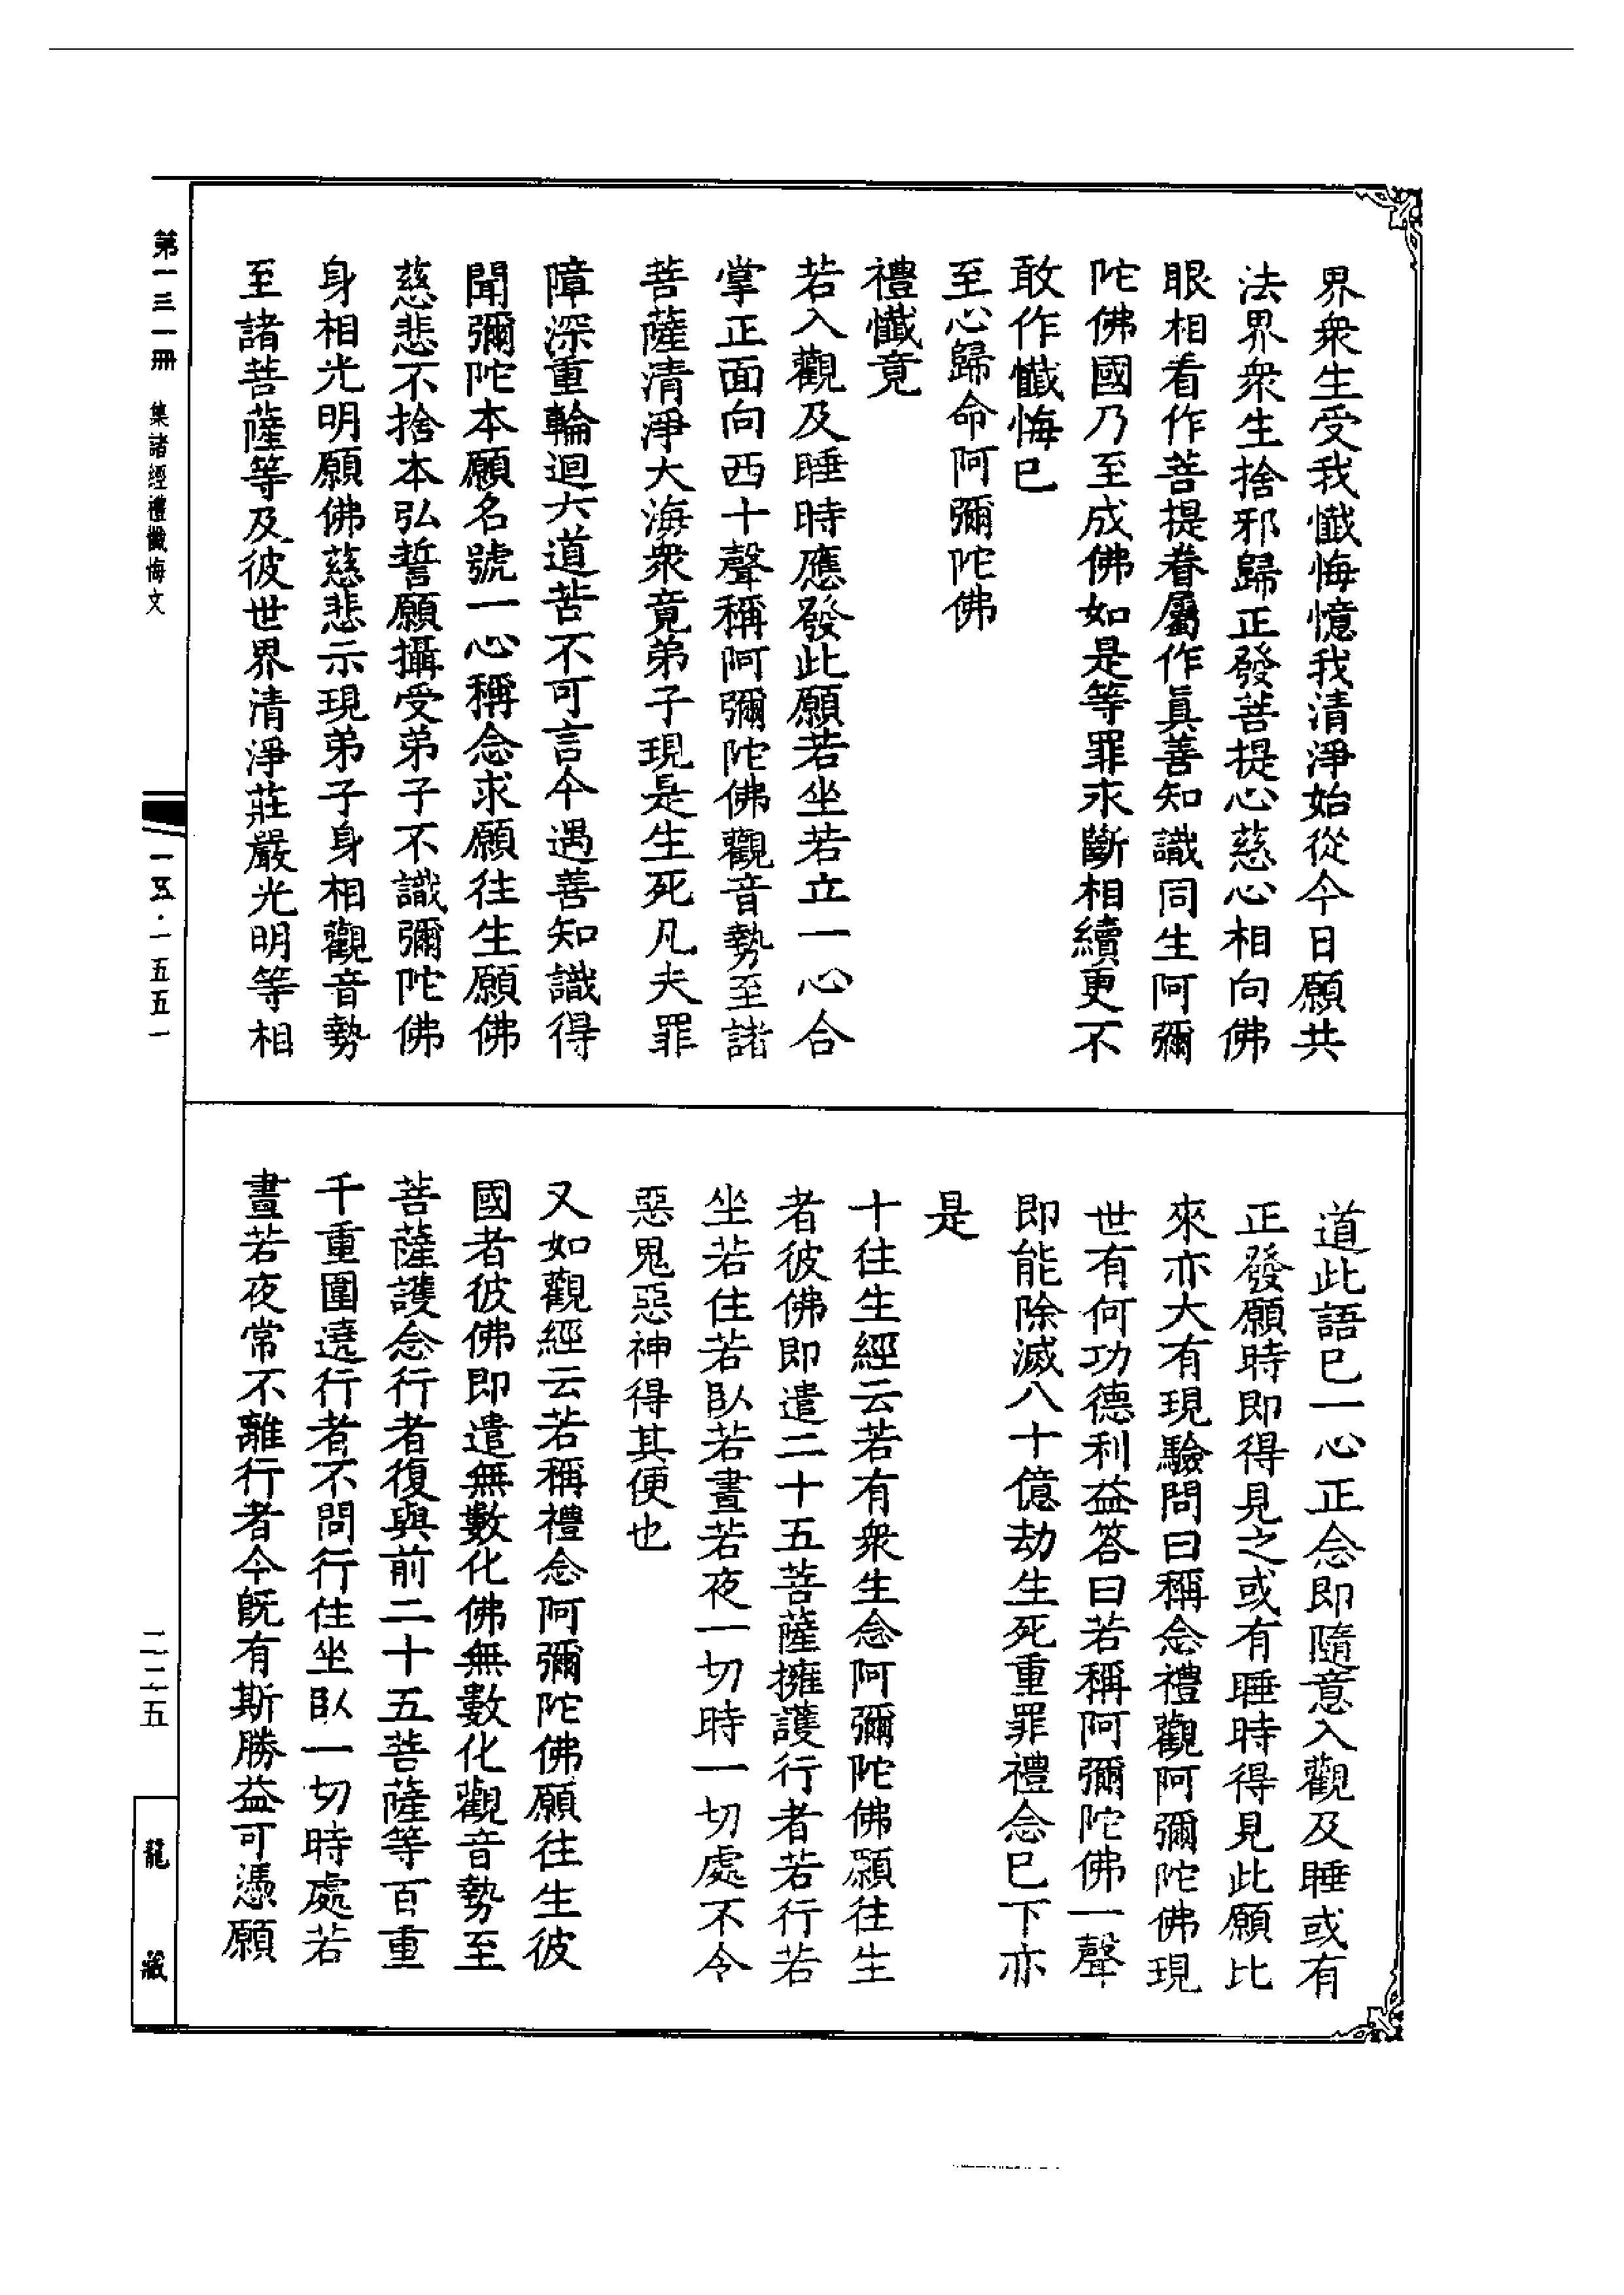 界衆生受我懺悔憶我清淨始從今日願共
法界衆生捨邪歸正發菩提心慈心相向佛
眼相看作菩提眷屬作眞善知識同生阿彌
陀佛國乃至成佛如是等罪永斷相續更不
敢作懺悔已
至心歸命阿彌陀佛
禮懺竟
若入觀及睡時應發此願若坐若立一心合
掌正面向西十聲稱阿彌陀佛觀音勢至諸
菩薩清淨大海衆竟弟子現是生死凡夫罪
障深重輪迴六道苦不可言今遇善知識得
聞彌陀本願名號一心稱念求願往生願佛
慈悲不捨本弘誓願攝受弟子不識彌陀佛
身相光明願佛慈悲示現弟子身相觀音勢
至諸菩薩等及彼世界清淨莊嚴光明等相
道此語已一心正念即隨意入觀及睡或有
正發願時即得見之或有睡時得見此願比
來亦大有現驗問曰稱念禮觀阿彌陀佛現
世有何功德利益答曰若稱阿彌陀佛一聲
即能除滅八十億劫生死重罪禮念已下亦
是
十往生經云若有衆生念阿彌陀佛願往生
者彼佛即遣二十五菩薩擁護行者若行若
坐若住若臥若晝若夜一切時一切處不令
惡鬼惡神得其便也
又如觀經云若稱禮念阿彌陀佛願往生彼
國者彼佛即遣無數化佛無數化觀音勢至
菩薩護念行者復與前二十五菩薩等百重
千重圍遶行者不問行住坐臥一切時處若
晝若夜常不離行者今既有斯勝益可憑願
第一三一冊 集諸經禮懺悔文
一五五·一五五一
二二五
龍藏